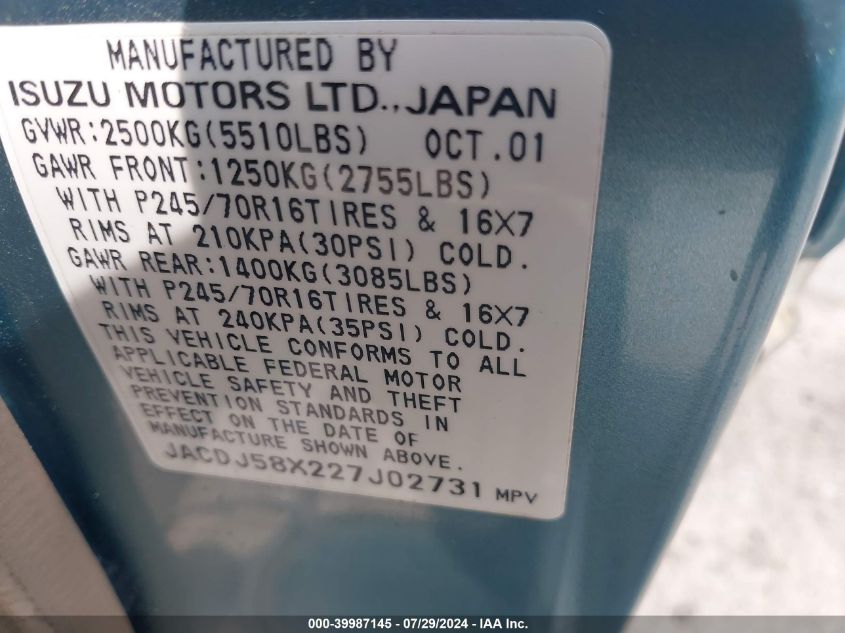 MANUFACTURED BY
ISUZU MOTORS LTD.,JAPAN
GVWR:2500KG(5510LBS) OCT.01
GAWR FRONT:1250KG(2755LBS)
WITH P245/70R16TIRES & 16X7
RIMS AT 210KPA(30PSI) COLD.
GAWR REAR:1400KG(3085LBS)
WITH P245/70R16TIRES & 16X7
RIMS AT 240KPA(35PSI) COLD.
THIS VEHICLE CONFORMS TO ALL
APPLICABLE FEDERAL MOTOR
VEHICLE SAFETY AND THEFT
PREVENTION STANDARDS IN
EFFECT ON THE DATE OF
MANUFACTURE SHOWN ABOVE.
JACDJ58X227J02731 MPV
000-39987145 - 07/29/2024 - IAA Inc.